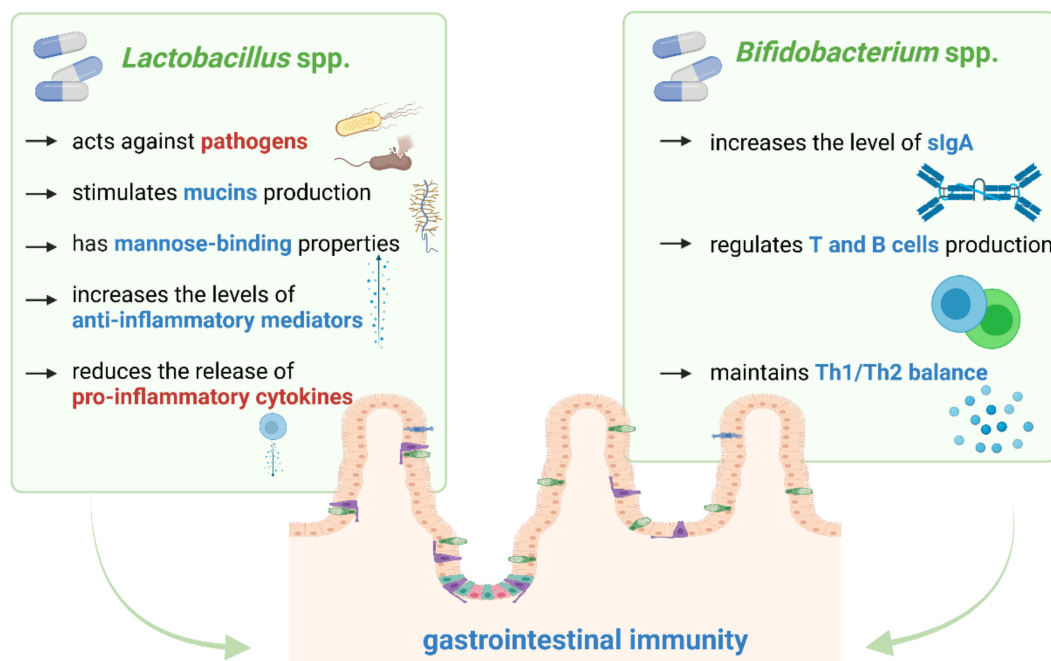 Lactobacillus spp.
acts against pathogens
stimulates mucins production
has mannose-binding properties
increases the levels of
anti-inflammatory mediators
reduces the release of
pro-inflammatory cytokines
Bifidobacterium spp.
increases the level of sIgA
regulates T and B cells production
maintains Th1/Th2 balance
gastrointestinal immunity